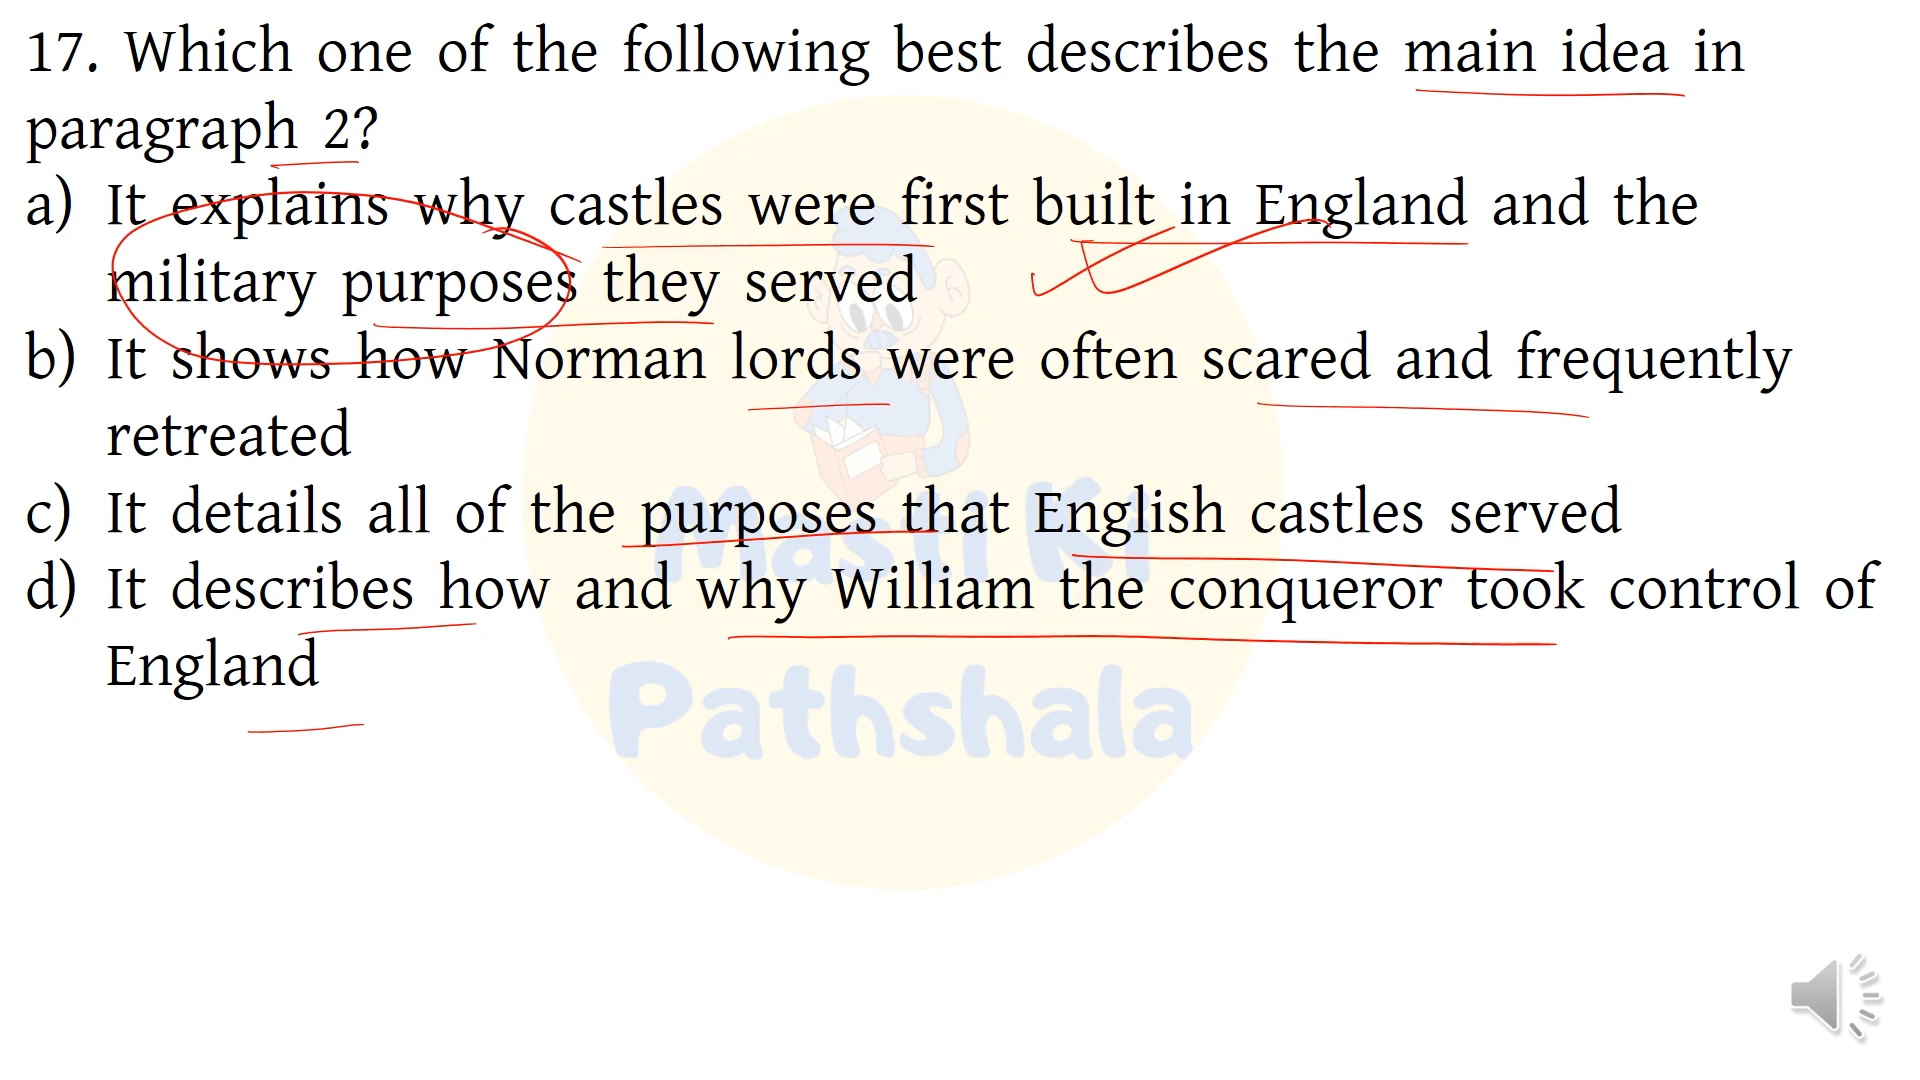 17. Which one of the following best describes the main idea in
paragraph 2?
a) It explains why castles were first built in England and the
military purposes they served
b) It shows how Norman lords were often scared and frequently
retreated
c) It details all of the purposes that English castles served
d) It describes how and why William the conqueror took control of
England
Masti Ki
Pathshala